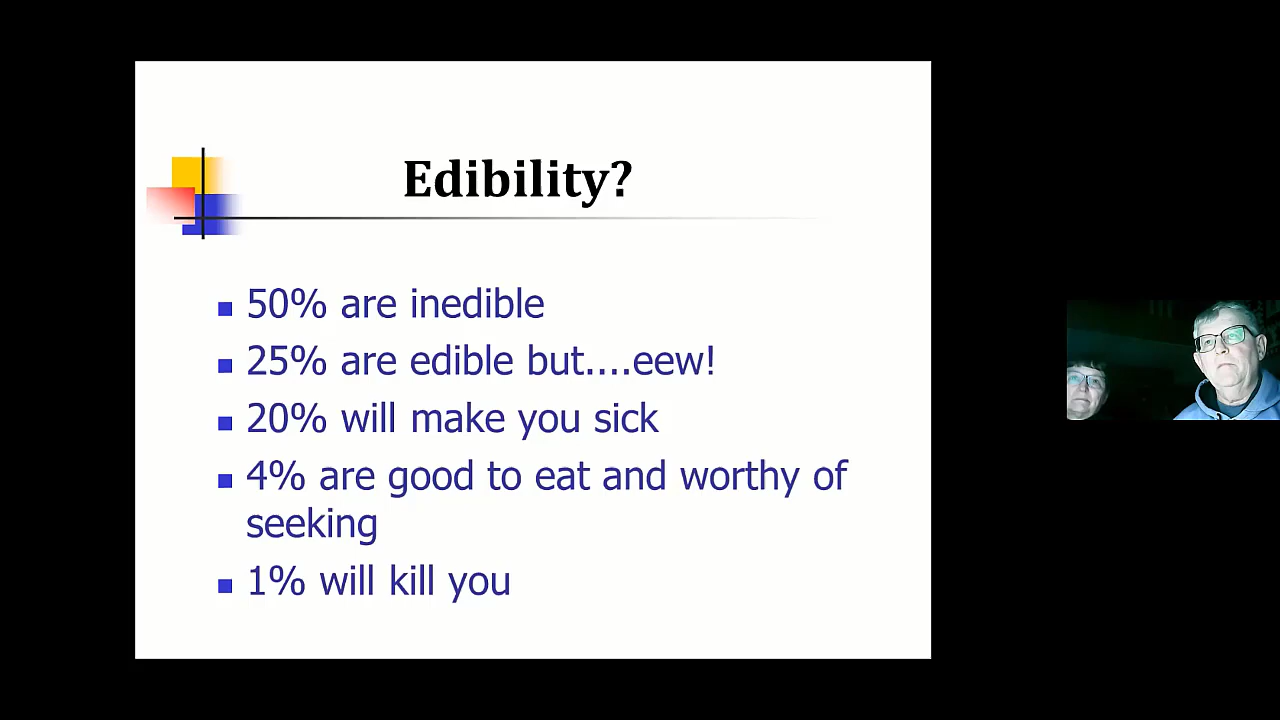 Edibility?
50% are inedible
25% are edible but....eew!
20% will make you sick
4% are good to eat and worthy of
seeking
1% will kill you